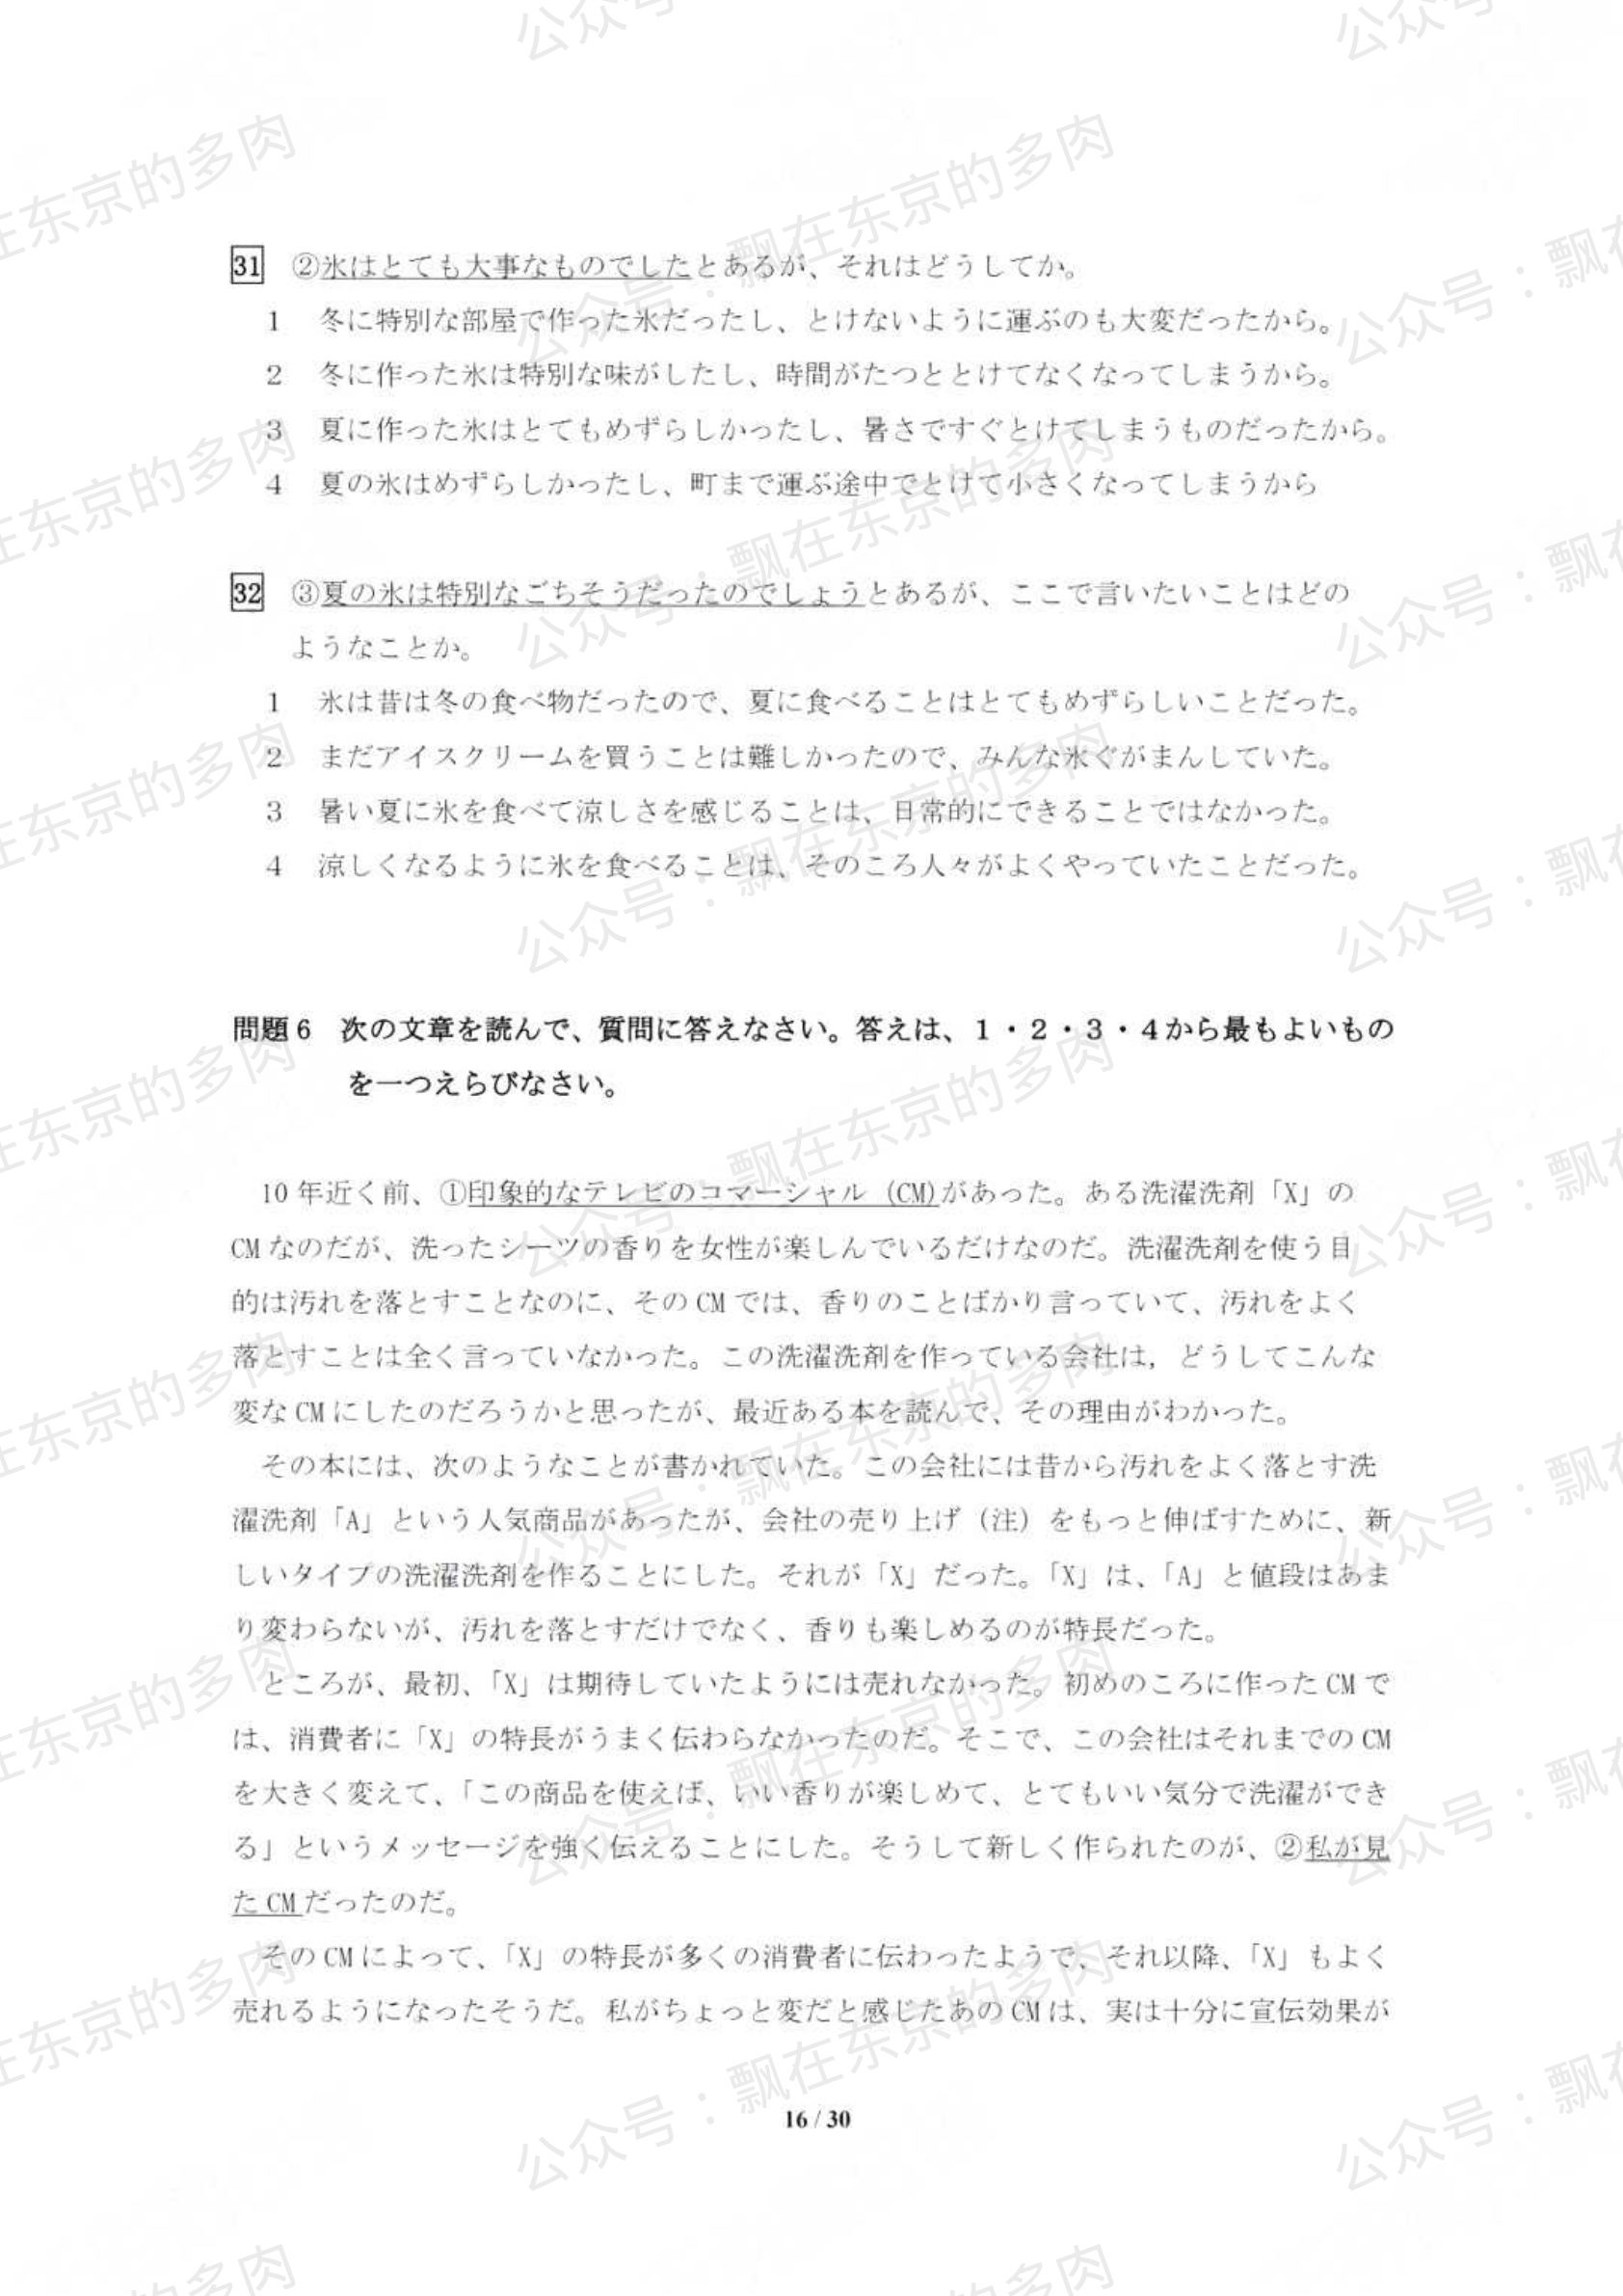 31 ②氷はとても大事なものでしたとあるが、それはどうしてか。
1 冬に特別な部屋で作った氷だったし、とけないように運ぶのも大変だったから。
2 冬に作った氷は特別な味がしたし、時間がたつととけてなくなってしまうから。
3 夏に作った氷はとてもめずらしかったし、暑さですぐとけてしまうものだったから。
4 夏の氷はめずらしかったし、町まで運ぶ途中でとけて小さくなってしまうから
32 ③夏の氷は特別なごちそうだったのでしょうとあるが、ここで言いたいことはどの
ようなことか。
1 氷は昔は冬の食べ物だったので、夏に食べることはとてもめずらしいことだった。
2 まだアイスクリームを買うことは難しかったので、みんな氷ぐがまんしていた。
3 暑い夏に氷を食べて涼しさを感じることは、日常的にできることではなかった。
4 涼しくなるように氷を食べることは、そのころ人々がよくやっていたことだった。
問題6 次の文章を読んで、質問に答えなさい。答えは、1・2・3・4から最もよいもの
を一つえらびなさい。
10年近く前、①印象的なテレビのコマーシャル (CM)があった。ある洗濯洗剤「X」の
CMなのだが、洗ったシーツの香りを女性が楽しんでいるだけなのだ。洗濯洗剤を使う目
的は汚れを落とすことなのに、そのCMでは、香りのことばかり言っていて、汚れをよく
落とすことは全く言っていなかった。この洗濯洗剤を作っている会社は，どうしてこんな
変なCMにしたのだろうかと思ったが、最近ある本を読んで、その理由がわかった。
その本には、次のようなことが書かれていた。この会社には昔から汚れをよく落とす洗
濯洗剤「A」という人気商品があったが、会社の売り上げ（注）をもっと伸ばすために、新
しいタイプの洗濯洗剤を作ることにした。それが「X」だった。「X」は、「A」と値段はあま
り変わらないが、汚れを落とすだけでなく、香りも楽しめるのが特長だった。
ところが、最初、「X」は期待していたようには売れなかった。初めのころに作ったCMで
は、消費者に「X」の特長がうまく伝わらなかったのだ。そこで、この会社はそれまでのCM
を大きく変えて、「この商品を使えば、いい香りが楽しめて、とてもいい気分で洗濯ができ
る」というメッセージを強く伝えることにした。そうして新しく作られたのが、②私が見
たCMだったのだ。
そのCMによって、「X」の特長が多くの消費者に伝わったようで、それ以降、「X」もよく
売れるようになったそうだ。私がちょっと変だと感じたあのCMは、実は十分に宣伝効果が
16 / 30
公众号：飘在东京的多肉